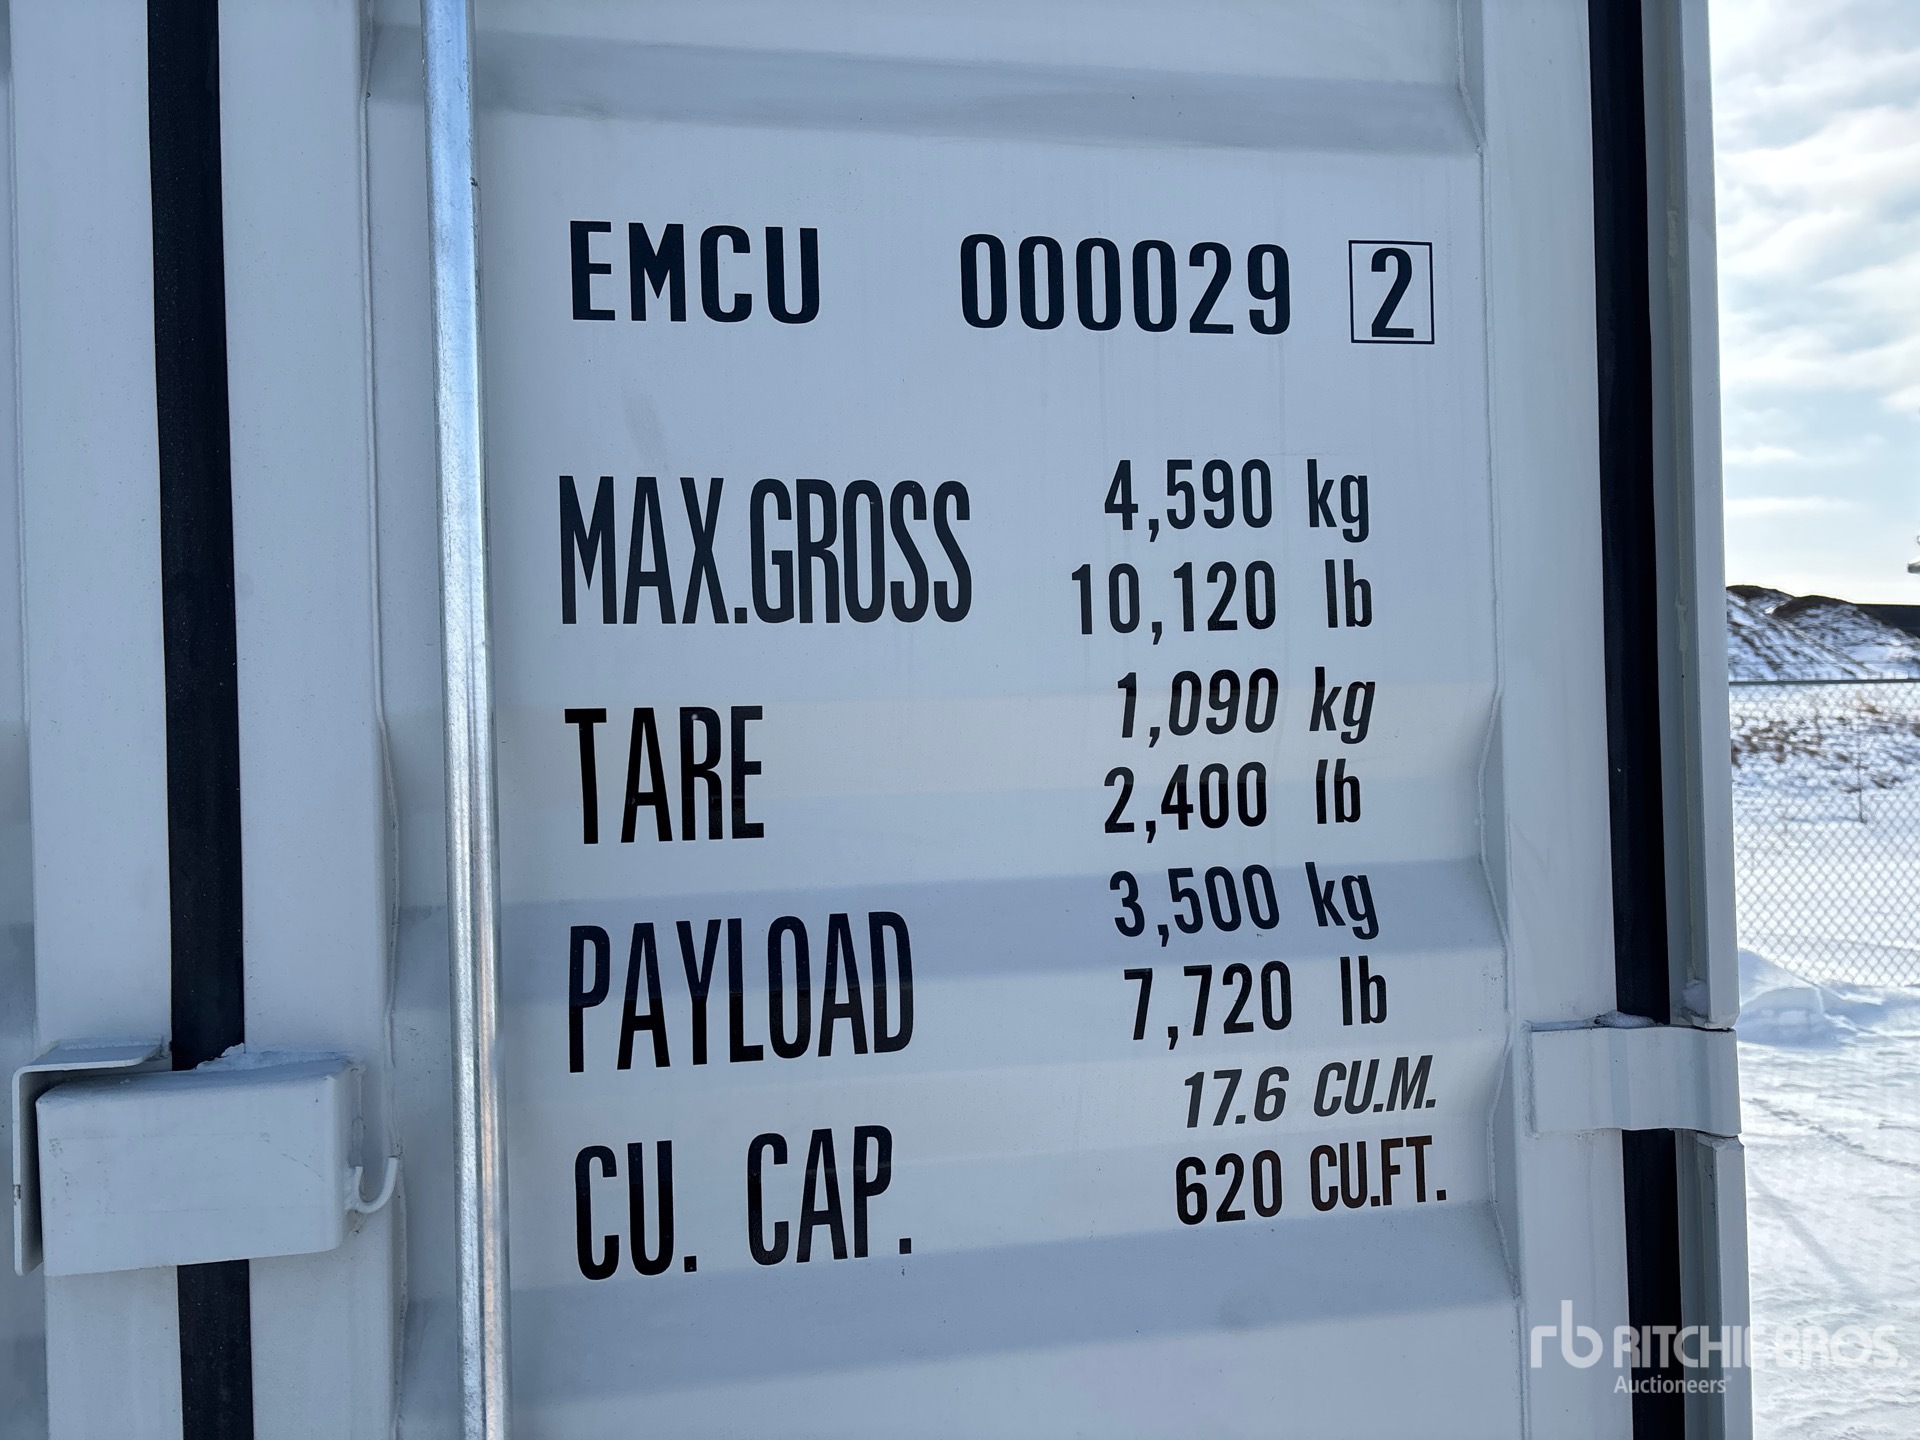 EMCU 000029 2
MAX.GROSS 4,590 kg
10,120 lb
TARE 1,090 kg
2,400 lb
PAYLOAD 3,500 kg
7,720 lb
CU. CAP. 17.6 CU.M.
620 CU.FT.
rb RITCHIE BROS.
Auctioneers